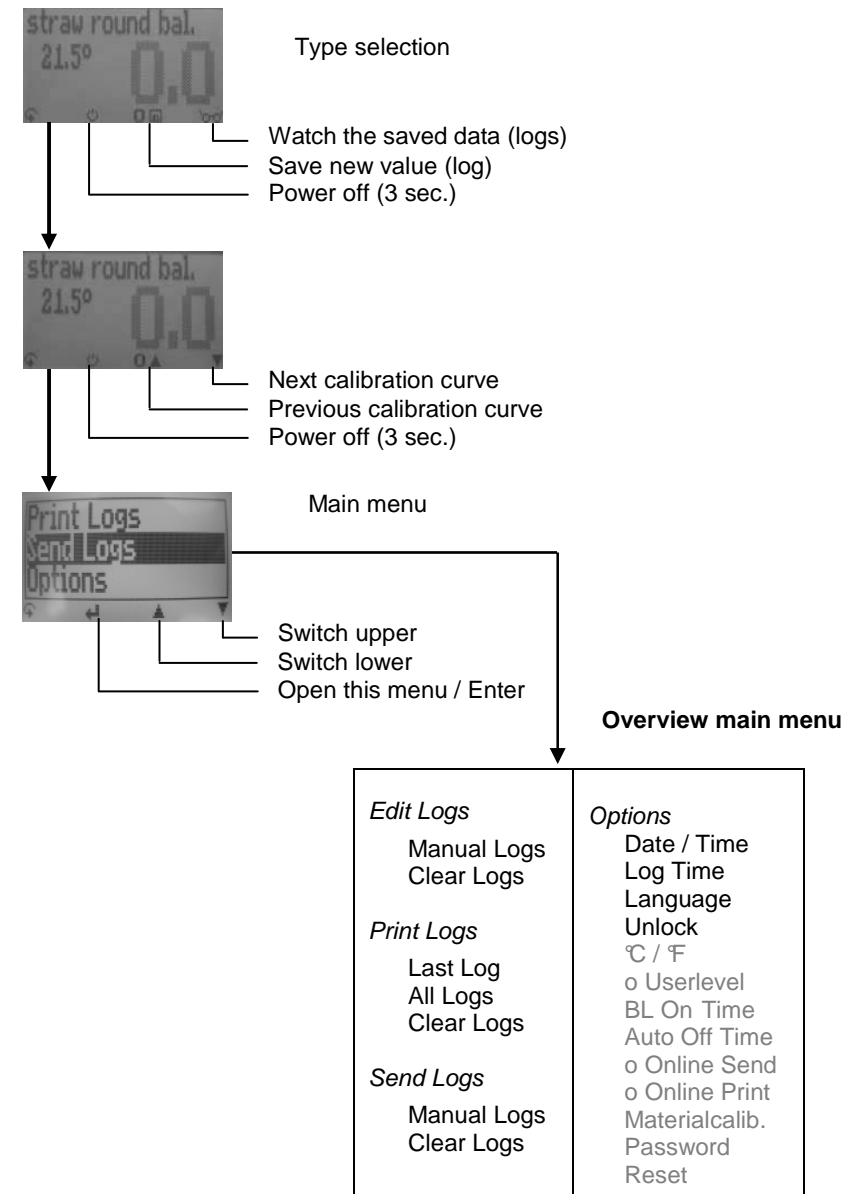 straw round bal.
21.5° 0.0
Type selection
Watch the saved data (logs)
Save new value (log)
Power off (3 sec.)
straw round bal.
21.5° 0.0
Next calibration curve
Previous calibration curve
Power off (3 sec.)
Main menu
Print Logs
Send Logs
Options
Switch upper
Switch lower
Open this menu / Enter
Overview main menu
Edit Logs
Manual Logs
Clear Logs
Print Logs
Last Log
All Logs
Clear Logs
Send Logs
Manual Logs
Clear Logs
Options
Date / Time
Log Time
Language
Unlock
°C / °F
o Userlevel
BL On Time
Auto Off Time
o Online Send
o Online Print
Materialcalib.
Password
Reset